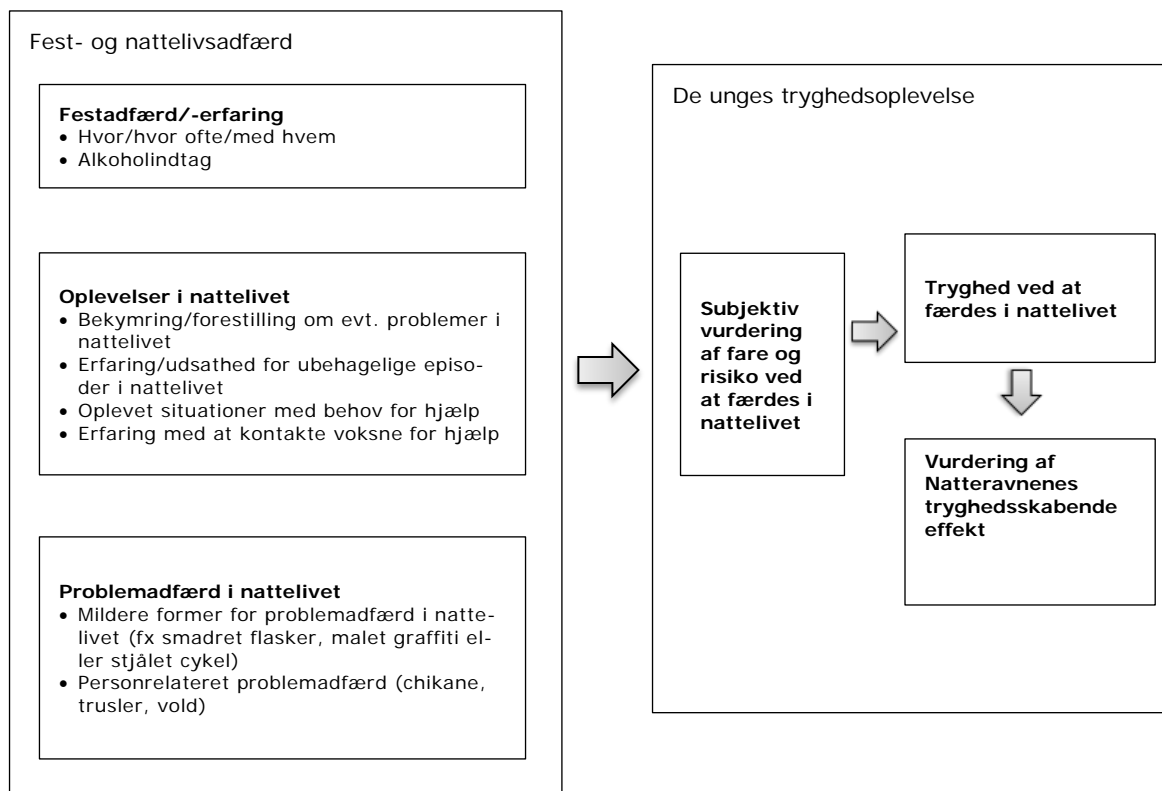 Fest- og nattelivsadfærd
Festadfærd/-erfaring
• Hvor/hvor ofte/med hvem
• Alkoholindtag
Oplevelser i nattelivet
• Bekymring/forestilling om evt. problemer i
nattelivet
• Erfaring/udsathed for ubehagelige episo-
der i nattelivet
• Oplevet situationer med behov for hjælp
• Erfaring med at kontakte voksne for hjælp
Problemadfærd i nattelivet
• Mildere former for problemadfærd i natte-
livet (fx smadret flasker, malet graffiti el-
ler stjålet cykel)
• Personrelateret problemadfærd (chikane,
trusler, vold)
De unges tryghedsoplevelse
Subjektiv
vurdering
af fare og
risiko ved
at færdes i
nattelivet
Tryghed ved at
færdes i nattelivet
Vurdering af
Natteravnenes
tryghedsskabende
effekt